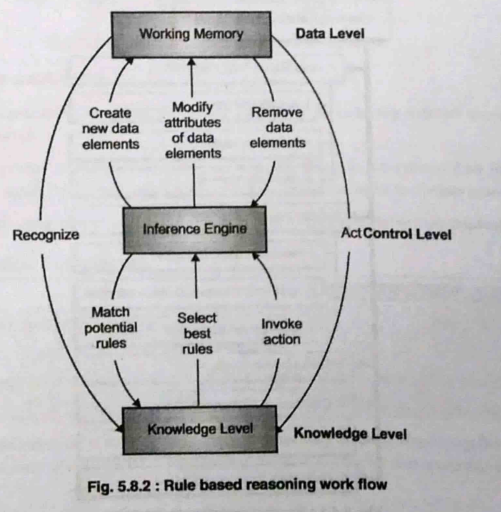 Working Memory
Data Level
Create
new data
elements
Modify
attributes
of data
elements
Remove
data
elements
Recognize
Inference Engine
Act Control Level
Match
potential
rules
Select
best
rules
Invoke
action
Knowledge Level
Knowledge Level
Fig. 5.8.2 : Rule based reasoning work flow